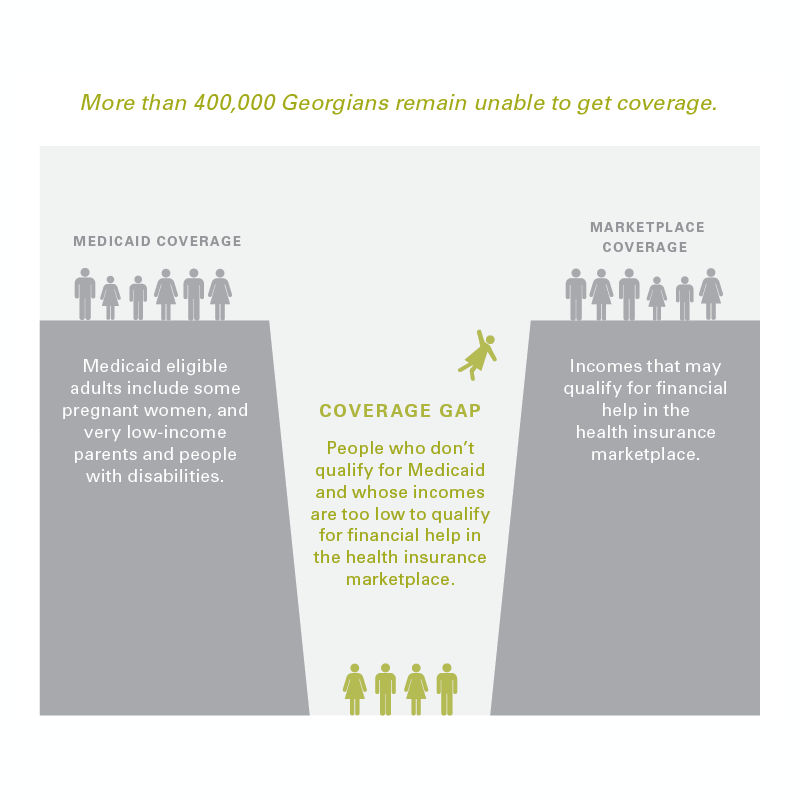 More than 400,000 Georgians remain unable to get coverage.
MEDICAID COVERAGE
Medicaid eligible
adults include some
pregnant women, and
very low-income
parents and people
with disabilities.
COVERAGE GAP
People who don’t
qualify for Medicaid
and whose incomes
are too low to qualify
for financial help in
the health insurance
marketplace.
MARKETPLACE
COVERAGE
Incomes that may
qualify for financial
help in the
health insurance
marketplace.